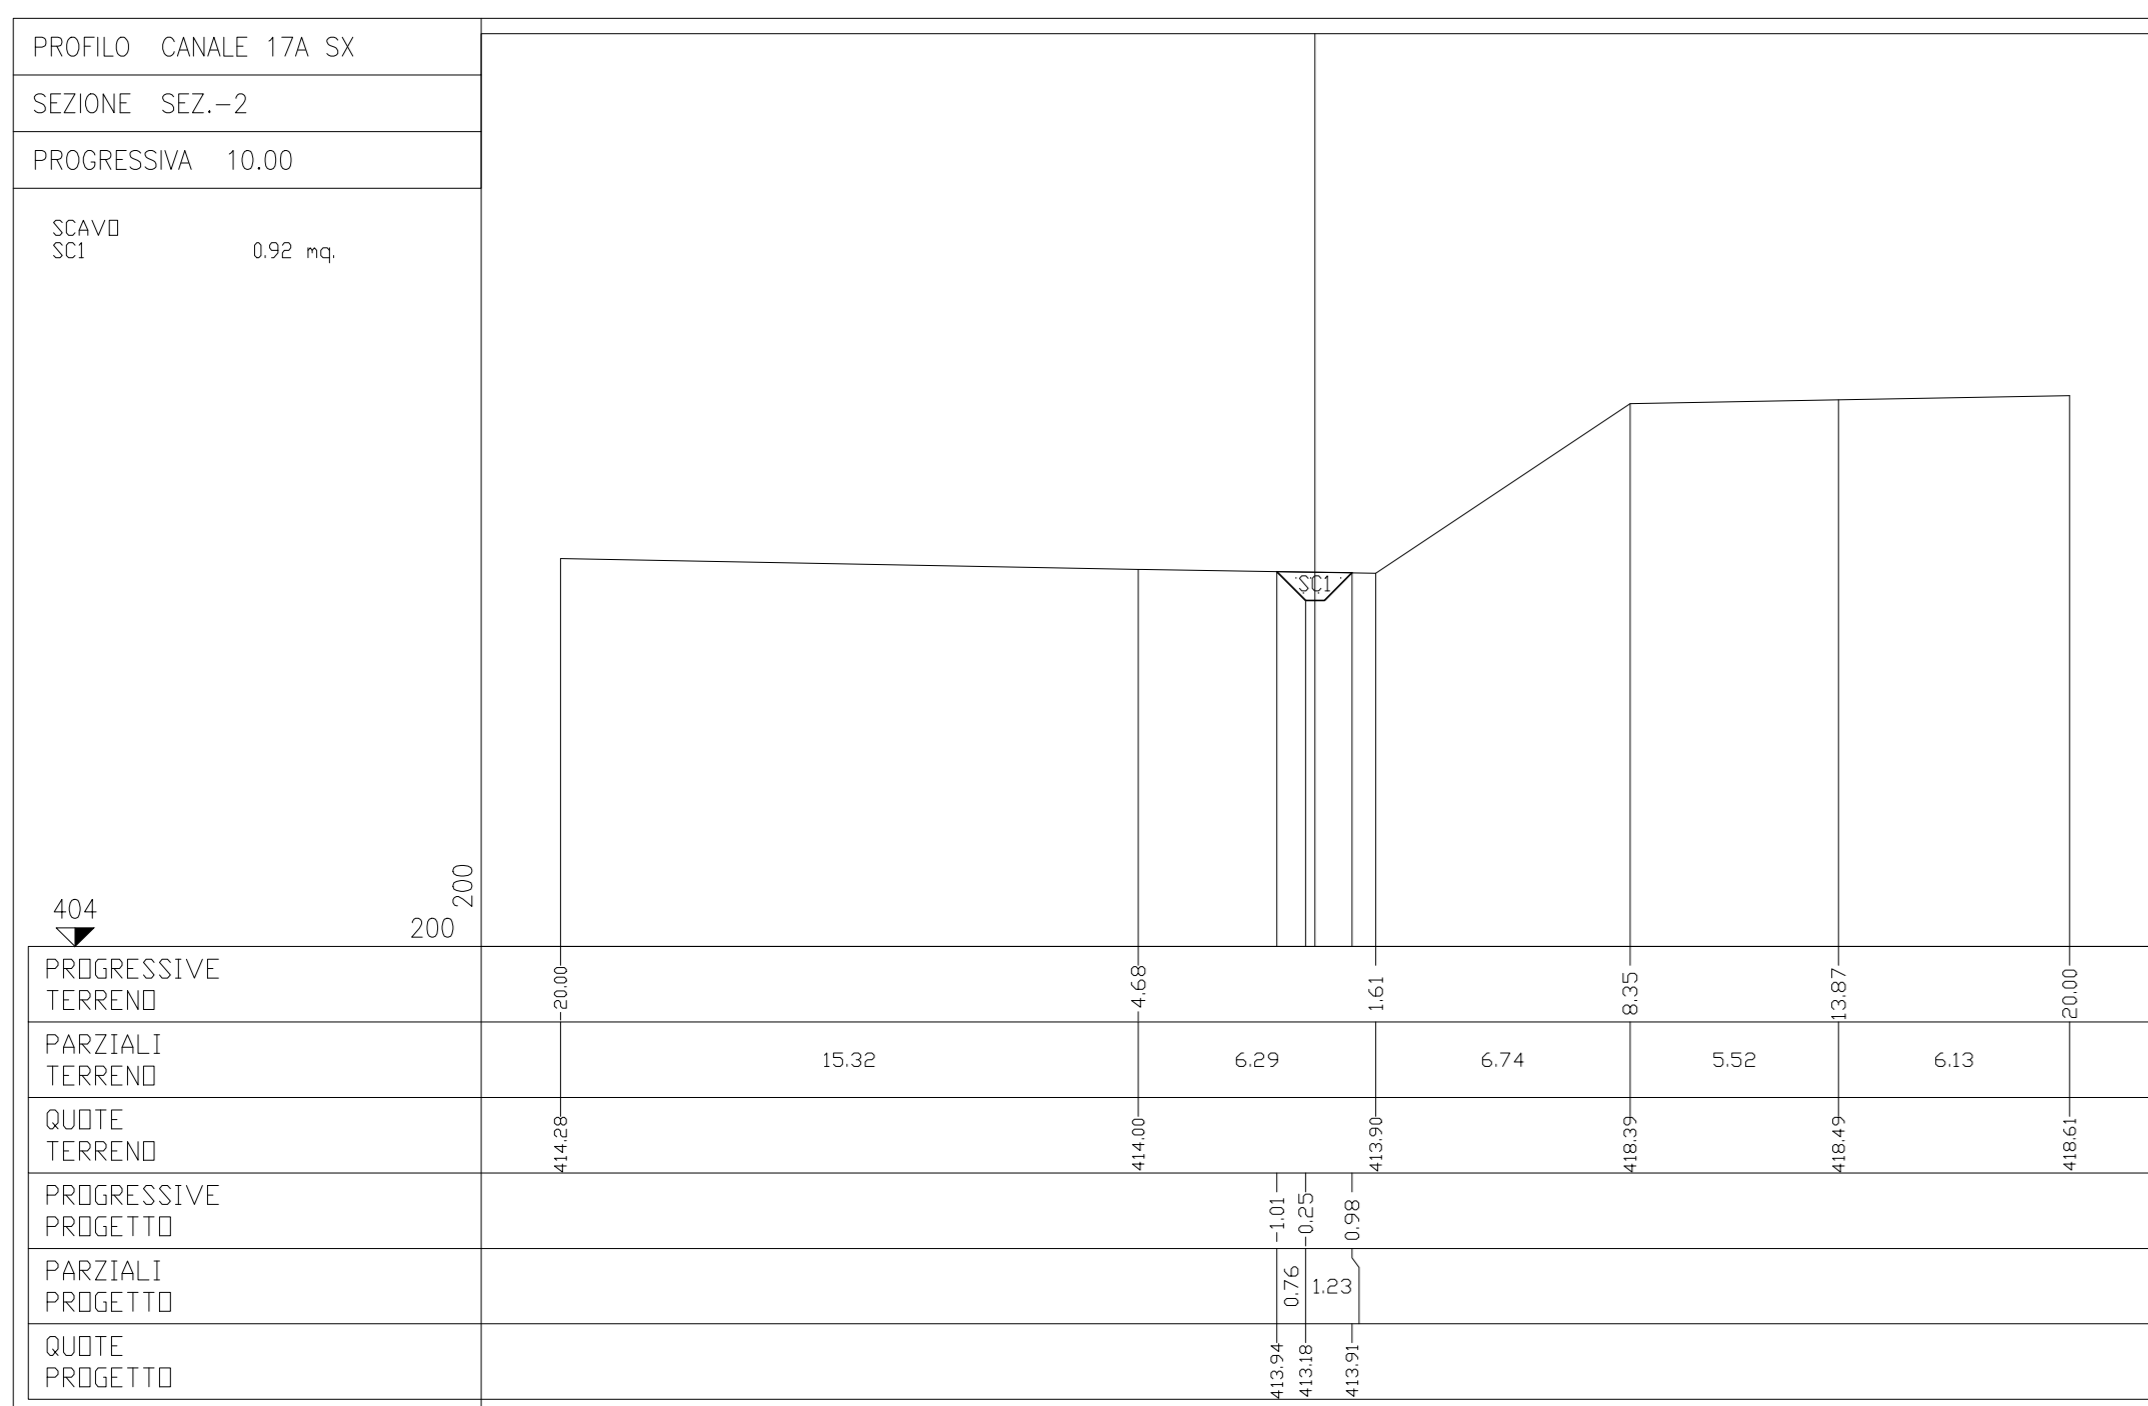 PROFILO CANALE 17A SX
SEZIONE SEZ.-2
PROGRESSIVA 10.00
SCAVO
SC1 0.92 mq.
SC1
200
404
200
PROGRESSIVE
TERRENO
-20.00 -4.68 1.61 8.35 13.87 20.00
PARZIALI
TERRENO
15.32 6.29 6.74 5.52 6.13
QUOTE
TERRENO
414.28 414.00 413.90 418.39 418.49 418.61
PROGRESSIVE
PROGETTO
-1.01 -0.25 0.98
PARZIALI
PROGETTO
0.76 1.23
QUOTE
PROGETTO
413.94 413.18 413.91